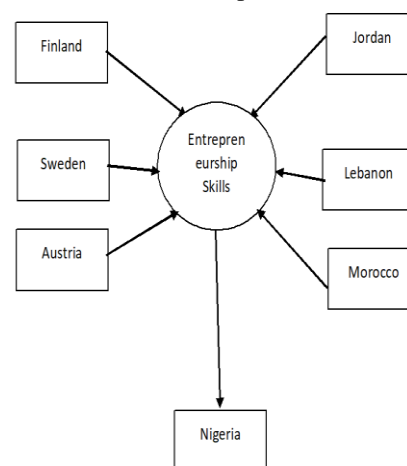 Finland
Jordan
Entrepren
eurship
Skills
Sweden
Lebanon
Austria
Morocco
Nigeria